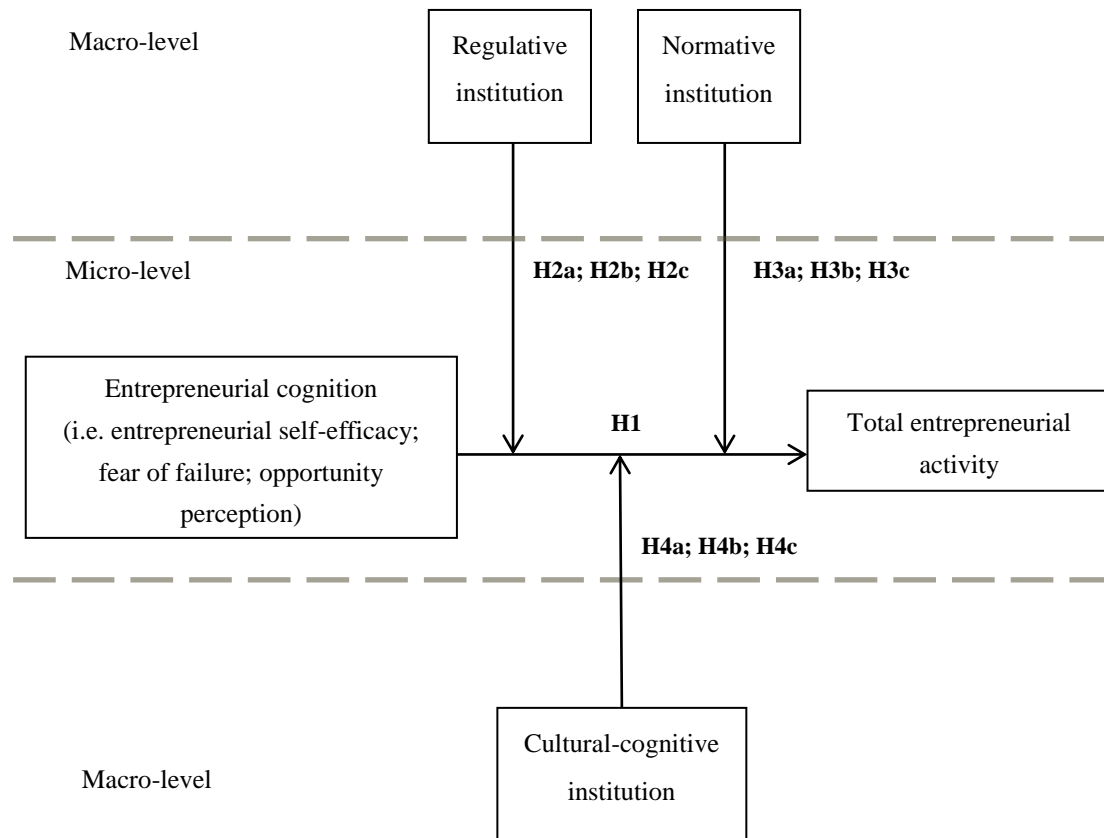 Macro-level
Regulative
institution
Normative
institution
Micro-level
H2a; H2b; H2c
H3a; H3b; H3c
Entrepreneurial cognition
(i.e. entrepreneurial self-efficacy;
fear of failure; opportunity
perception)
H1
Total entrepreneurial
activity
H4a; H4b; H4c
Cultural-cognitive
institution
Macro-level